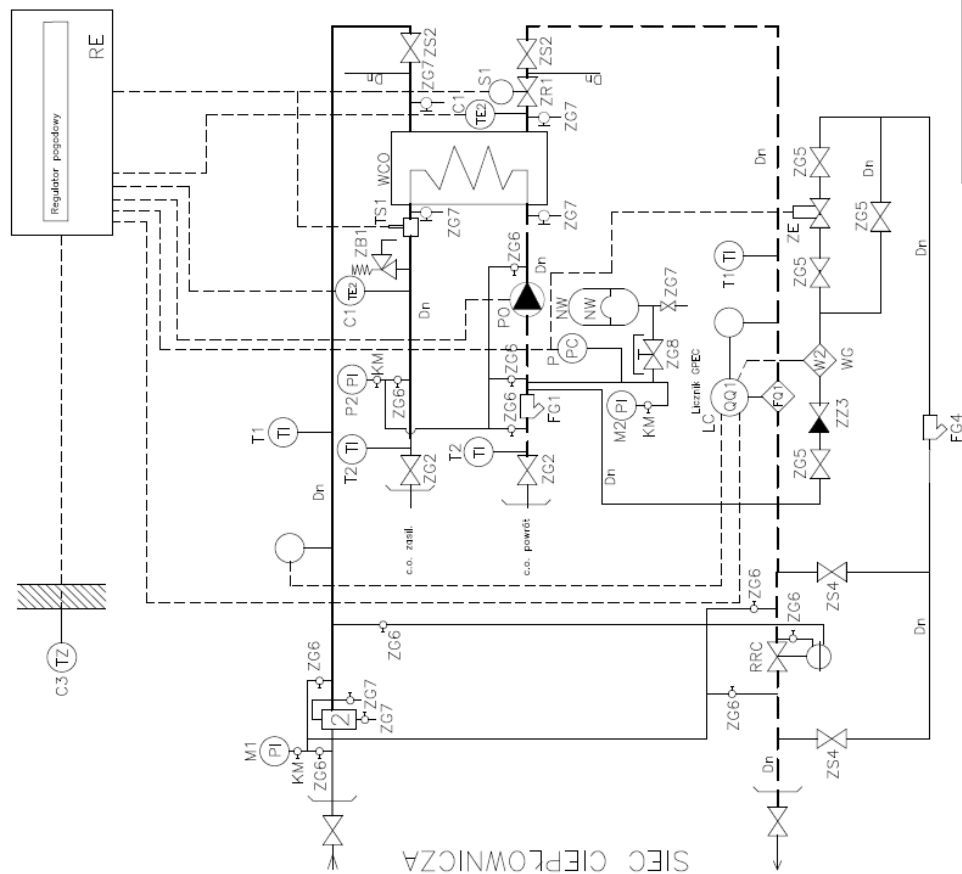 Regulator pogodowy
RE
C3
TZ
SIEC CIEPŁOWNICZA
M1
PI
KM
ZG6
ZG6
2
ZG7
ZG7
ZG6
T1
TI
Dn
T2
TI
P2
PI
KM
ZG6
C1
TE2
ZB1
TS1
ZG7
WCO
C1
TE2
ZG7
ZS2
S1
ZR1
ZG7
ZS2
Dn
ZG2
c.o. zasil.
ZG2
c.o. powrót
T2
TI
ZG6
FG1
ZG6
PO
ZG6
Dn
ZG7
NW
NW
ZG7
P
PC
ZG8
M2
PI
KM
Dn
Licznik GPEC
LC
QQ1
FQ1
T1
TI
Dn
ZG6
ZG6
RRC
ZG6
Dn
ZS4
ZS4
Dn
ZG5
ZZ3
W2
WG
ZG5
ZE
ZG5
ZG5
Dn
FG4